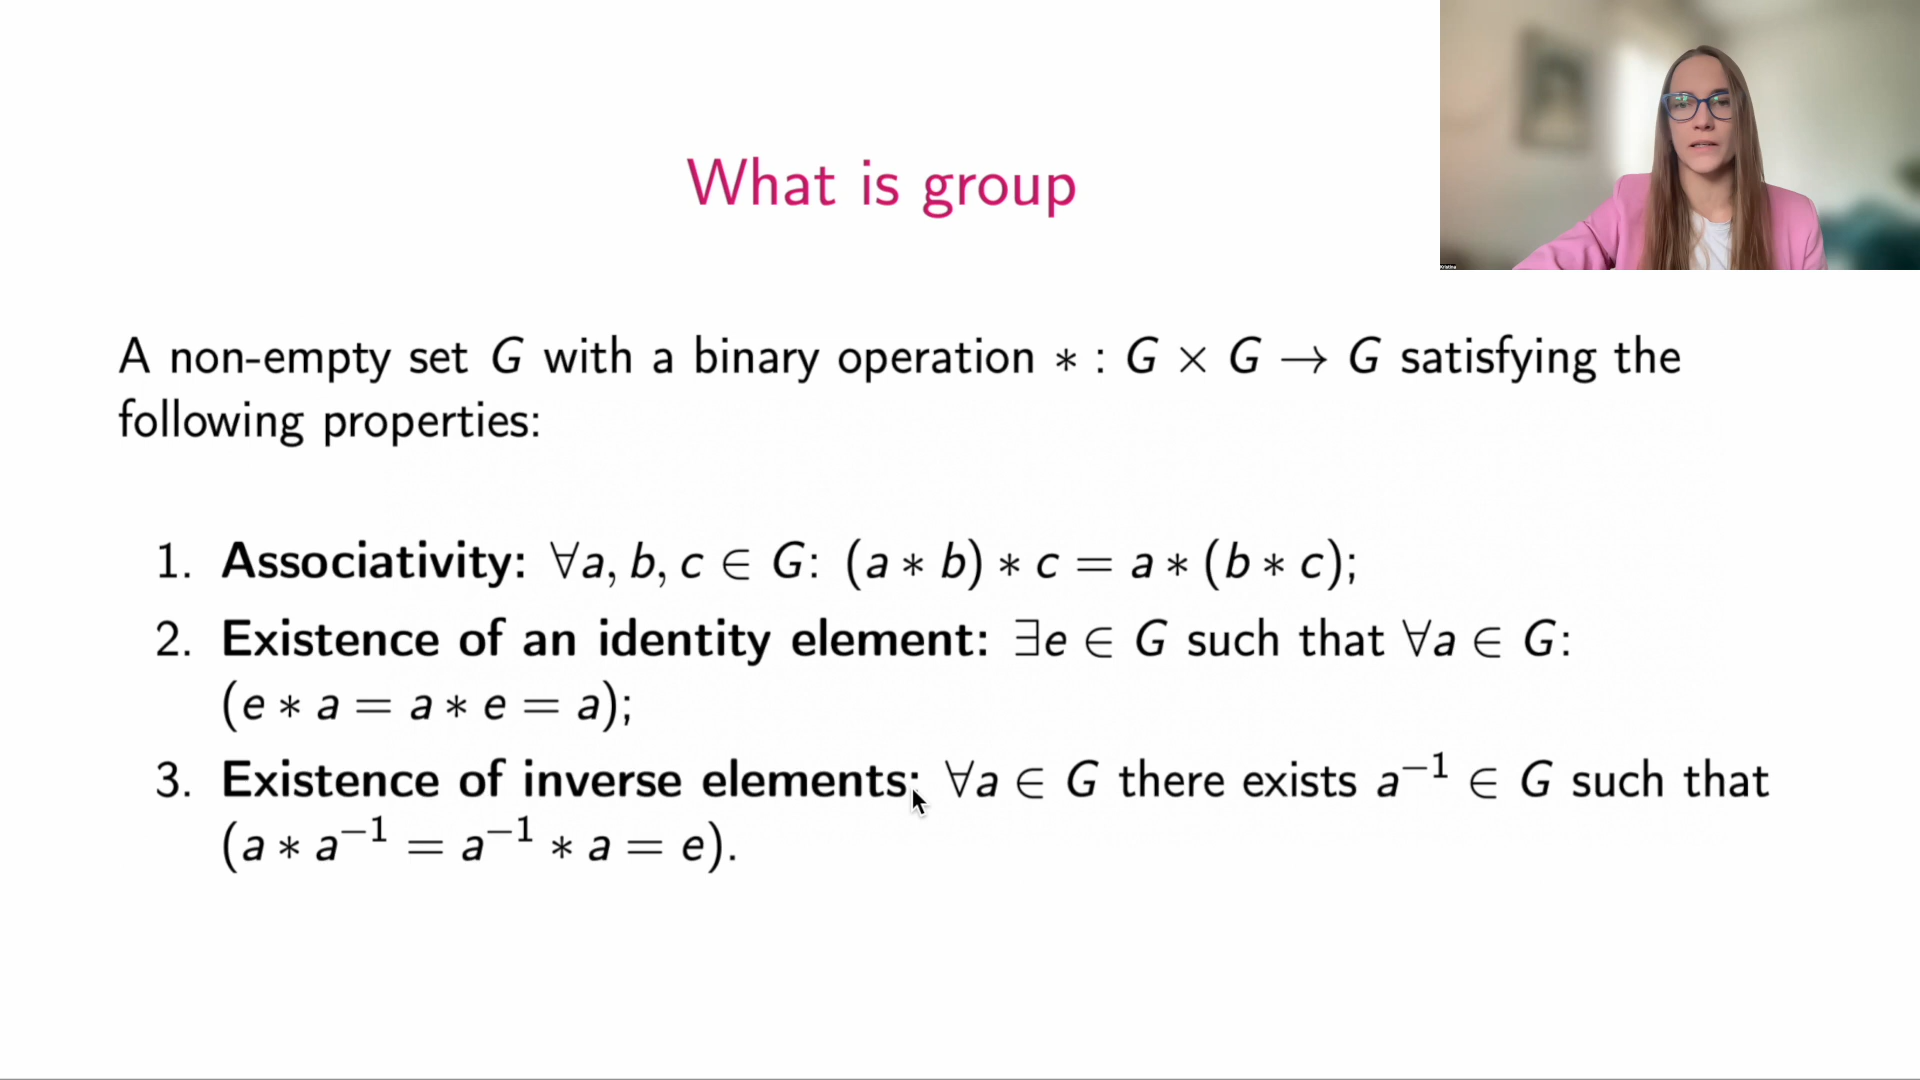 What is group
Kristina
A non-empty set G with a binary operation ∗ : G × G → G satisfying the
following properties:
1. Associativity: ∀a, b, c ∈ G: (a ∗ b) ∗ c = a ∗ (b ∗ c);
2. Existence of an identity element: ∃e ∈ G such that ∀a ∈ G:
(e ∗ a = a ∗ e = a);
3. Existence of inverse elements: ∀a ∈ G there exists a⁻¹ ∈ G such that
(a ∗ a⁻¹ = a⁻¹ ∗ a = e).